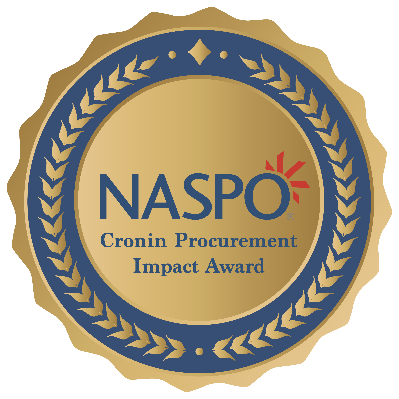 NASPO
Cronin Procurement
Impact Award